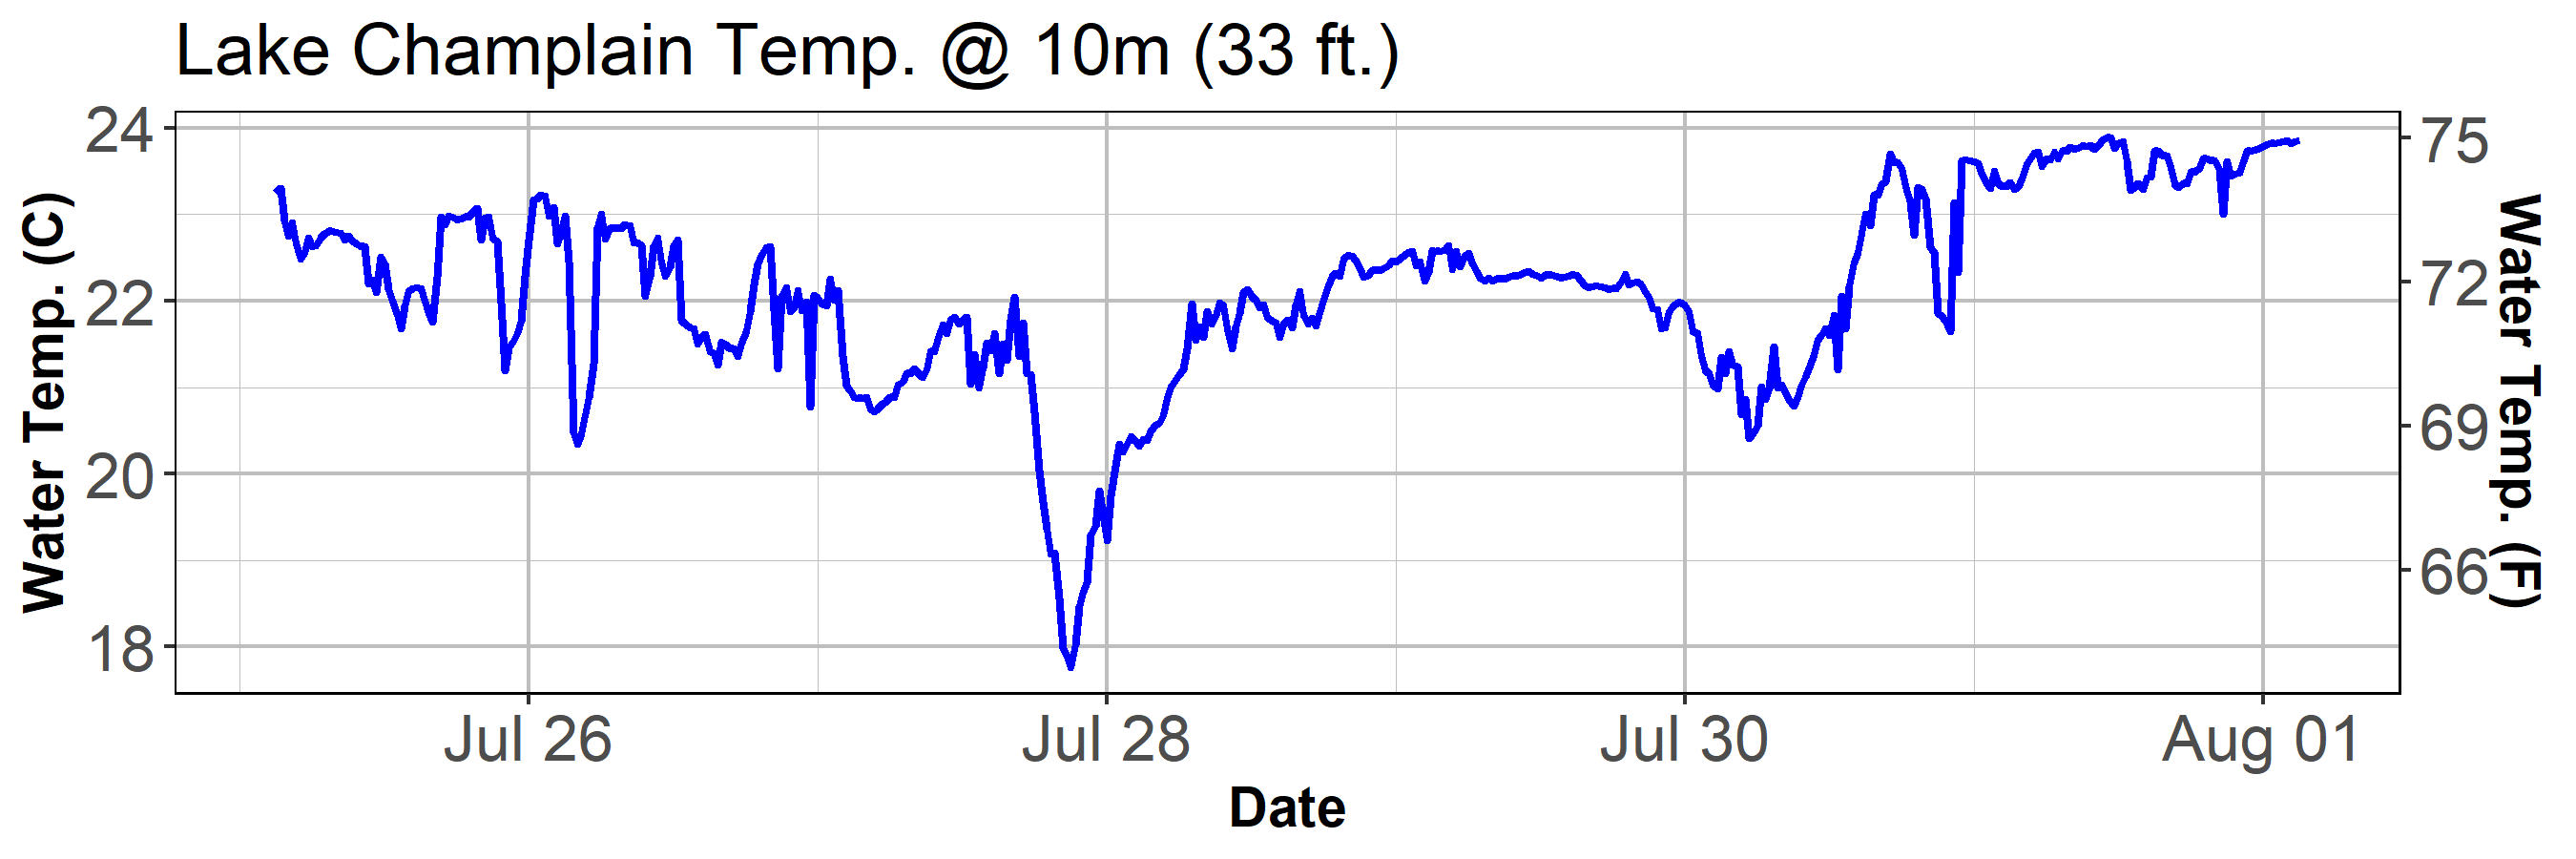 Lake Champlain Temp. @ 10m (33 ft.)
Water Temp. (C)
24
22
20
18
75
72
69
66
Water Temp. (F)
Jul 26
Jul 28
Jul 30
Aug 01
Date